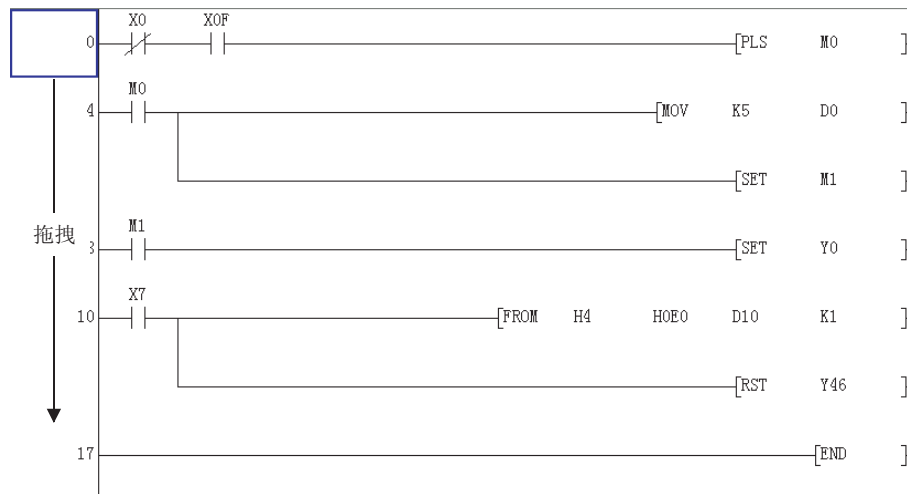 X0 X0F
0 [PLS M0 ]
M0
4 [MOV K5 D0 ]
[SET M1 ]
拖拽
M1
[SET Y0 ]
X7
10 [FROM H4 H0E0 D10 K1 ]
[RST Y46 ]
17 [END ]